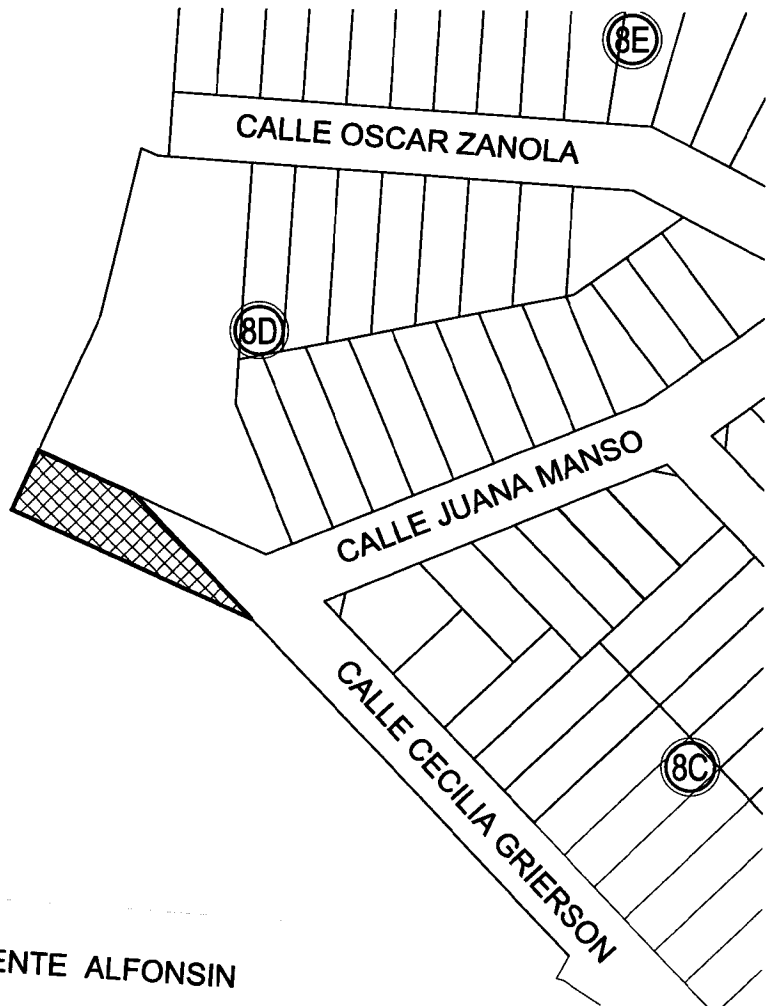 8E
CALLE OSCAR ZANOLA
8D
CALLE JUANA MANSO
CALLE CECILIA GRIERSON
8C
ENTE ALFONSIN